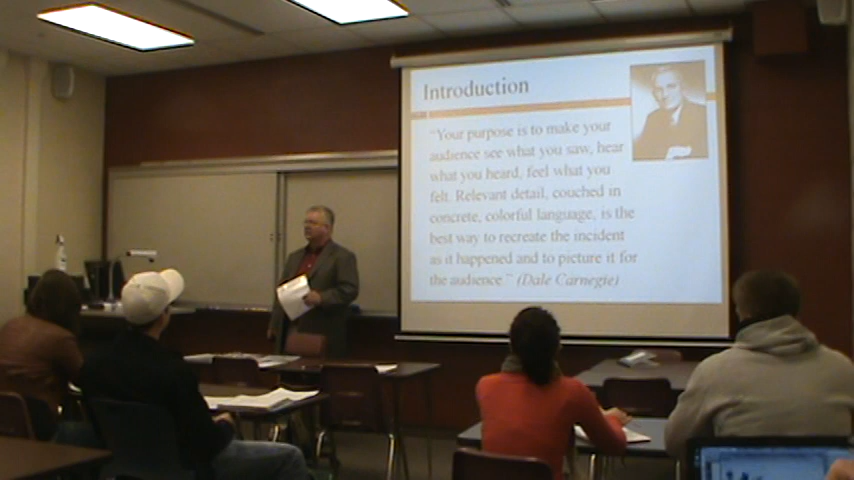 Introduction
“Your purpose is to make your
audience see what you saw, hear
what you heard, feel what you
felt. Relevant detail, couched in
concrete, colorful language, is the
best way to recreate the incident
as it happened and to picture it for
the audience.” (Dale Carnegie)